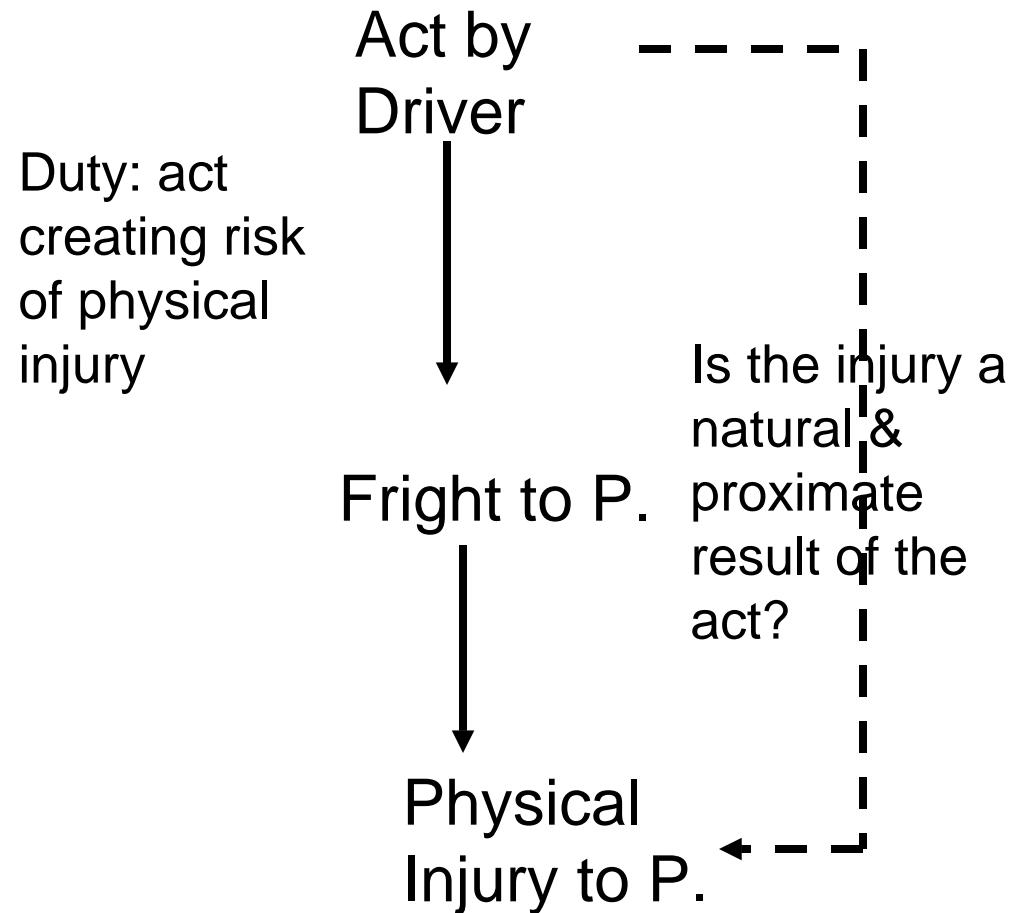 Act by
Driver
Duty: act
creating risk
of physical
injury
Is the injury a
natural &
proximate
result of the
act?
Fright to P.
Physical
Injury to P.